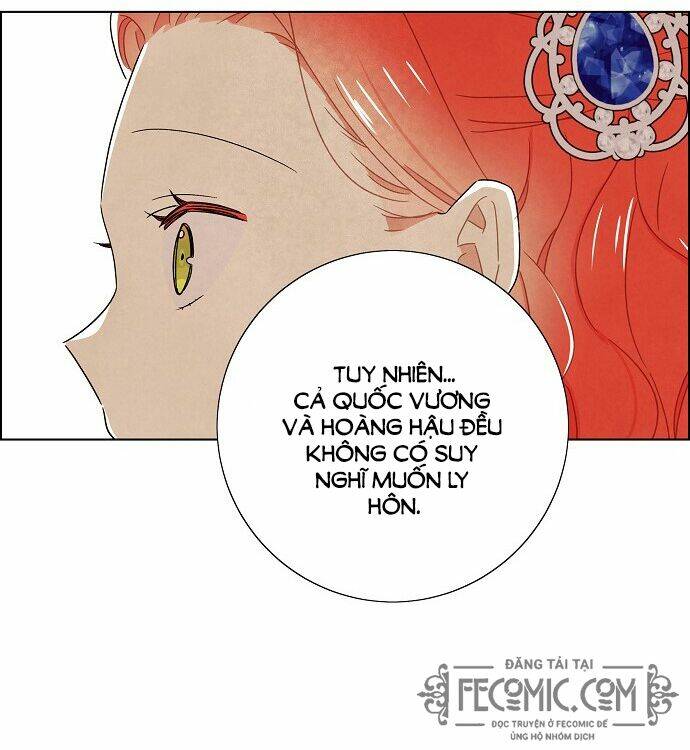 TUY NHIÊN...
CẢ QUỐC VƯƠNG
VÀ HOÀNG HẬU ĐỀU
KHÔNG CÓ SUY
NGHĨ MUỐN LY
HÔN.
ĐĂNG TẢI TẠI
FECOMIC.COM
ĐỌC TRUYỆN Ở FECOMIC ĐỂ
ỦNG HỘ NHÓM DỊCH